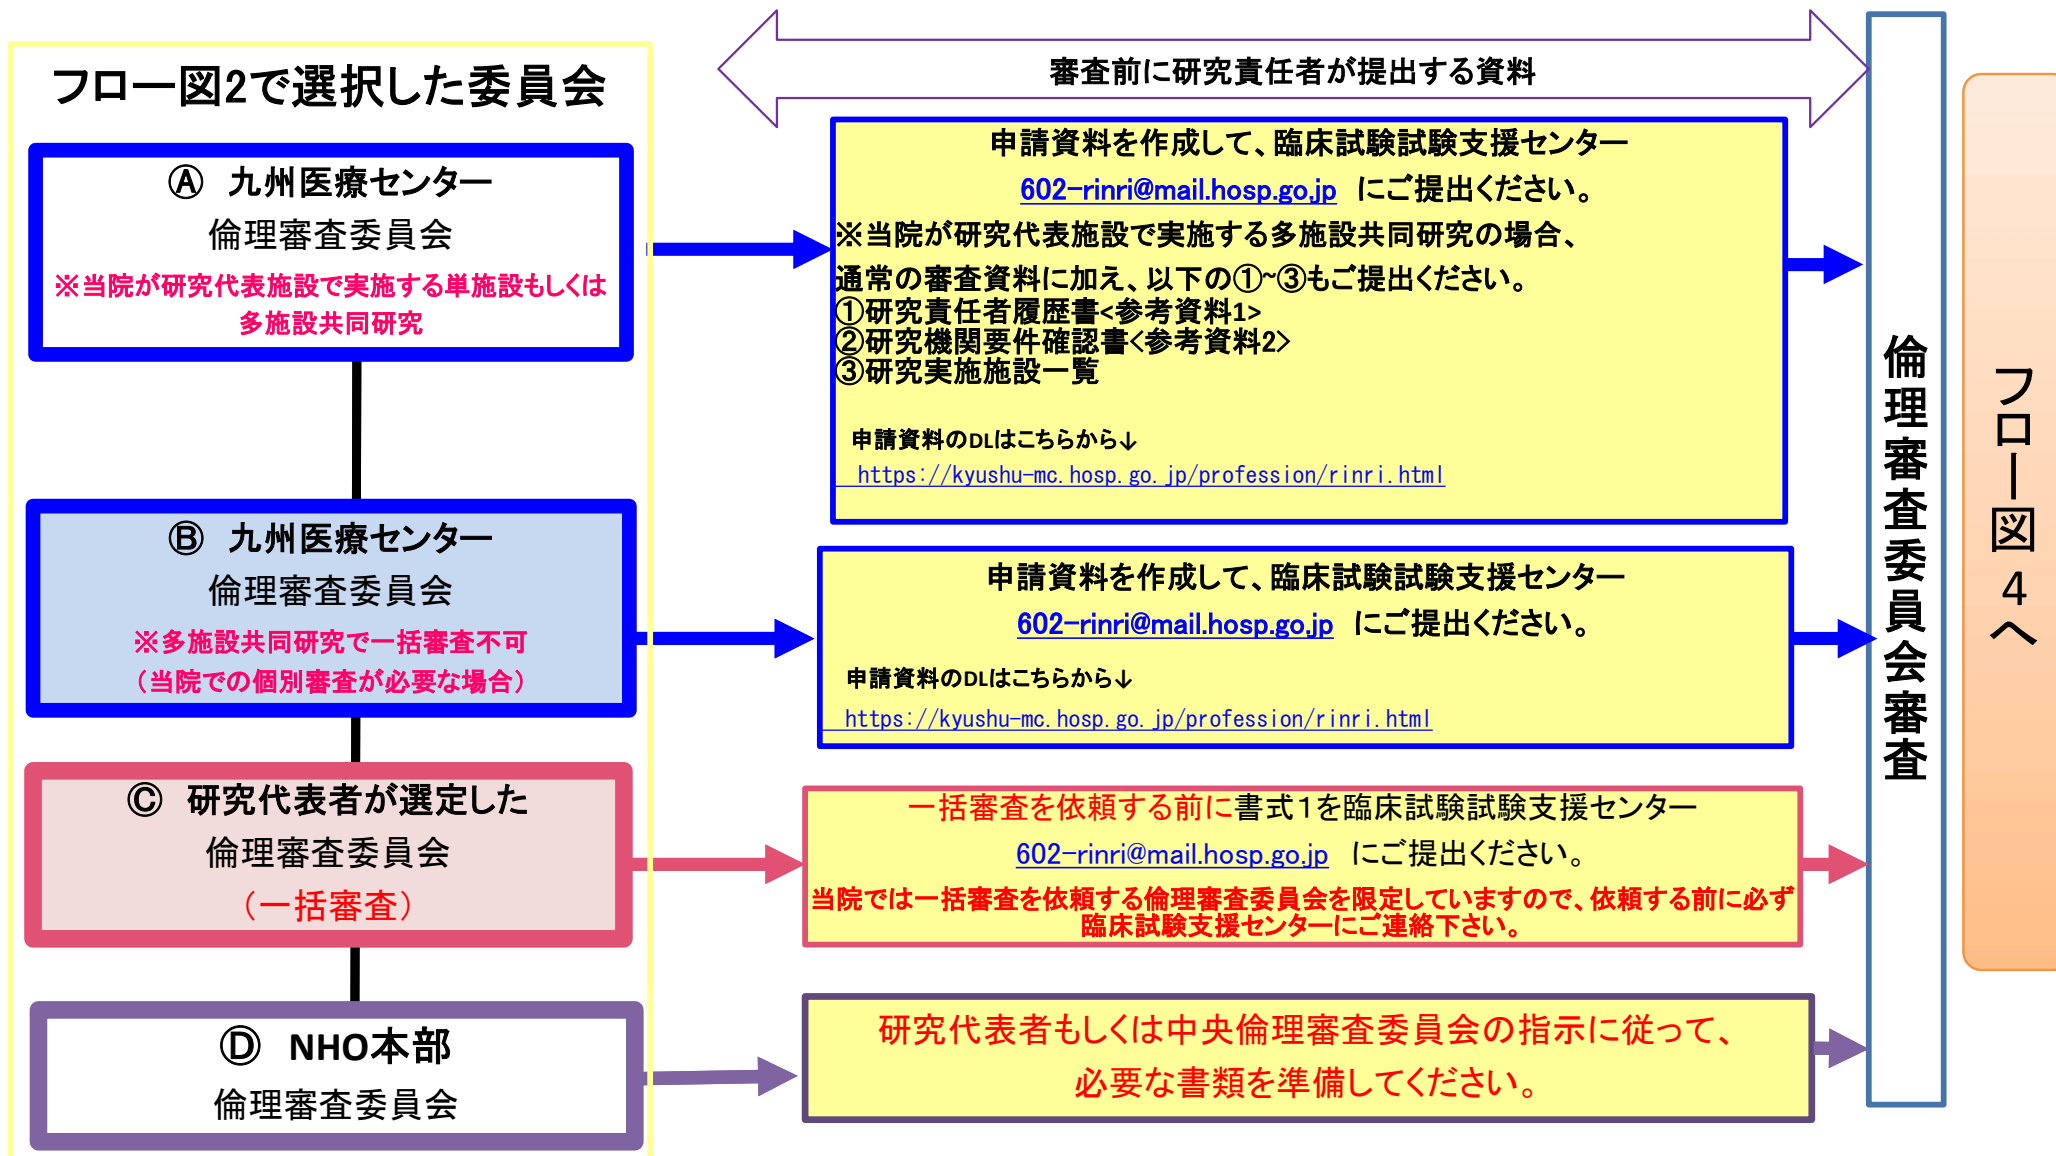 フロー図2で選択した委員会
Ⓐ 九州医療センター
倫理審査委員会
※当院が研究代表施設で実施する単施設もしくは
多施設共同研究
Ⓑ 九州医療センター
倫理審査委員会
※多施設共同研究で一括審査不可
（当院での個別審査が必要な場合）
Ⓒ 研究代表者が選定した
倫理審査委員会
（一括審査）
Ⓓ NHO本部
倫理審査委員会
審査前に研究責任者が提出する資料
申請資料を作成して、臨床試験試験支援センター
602-rinri@mail.hosp.go.jp にご提出ください。
※当院が研究代表施設で実施する多施設共同研究の場合、
通常の審査資料に加え、以下の①~③もご提出ください。
①研究責任者履歴書<参考資料1>
②研究機関要件確認書<参考資料2>
③研究実施施設一覧
申請資料のDLはこちらから↓
https://kyushu-mc.hosp.go.jp/profession/rinri.html
申請資料を作成して、臨床試験試験支援センター
602-rinri@mail.hosp.go.jp にご提出ください。
申請資料のDLはこちらから↓
https://kyushu-mc.hosp.go.jp/profession/rinri.html
一括審査を依頼する前に書式１を臨床試験試験支援センター
602-rinri@mail.hosp.go.jp にご提出ください。
当院では一括審査を依頼する倫理審査委員会を限定していますので、依頼する前に必ず
臨床試験支援センターにご連絡下さい。
研究代表者もしくは中央倫理審査委員会の指示に従って、
必要な書類を準備してください。
倫理審査委員会審査
フロー図4へ